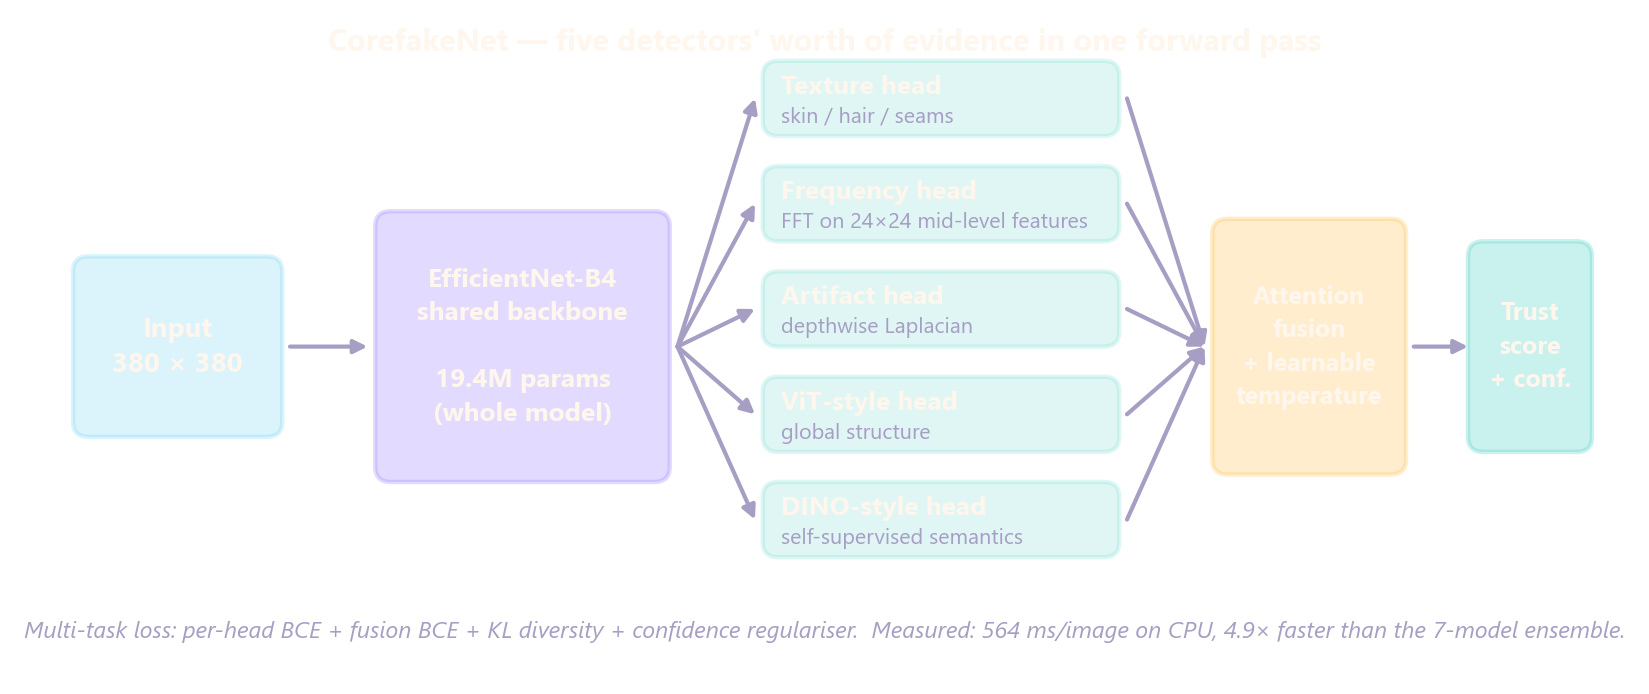 CorefakeNet — five detectors' worth of evidence in one forward pass
Input
380 × 380
EfficientNet-B4
shared backbone
19.4M params
(whole model)
Texture head
skin / hair / seams
Frequency head
FFT on 24×24 mid-level features
Artifact head
depthwise Laplacian
ViT-style head
global structure
DINO-style head
self-supervised semantics
Attention
fusion
+ learnable
temperature
Trust
score
+ conf.
Multi-task loss: per-head BCE + fusion BCE + KL diversity + confidence regulariser.  Measured: 564 ms/image on CPU, 4.9× faster than the 7-model ensemble.